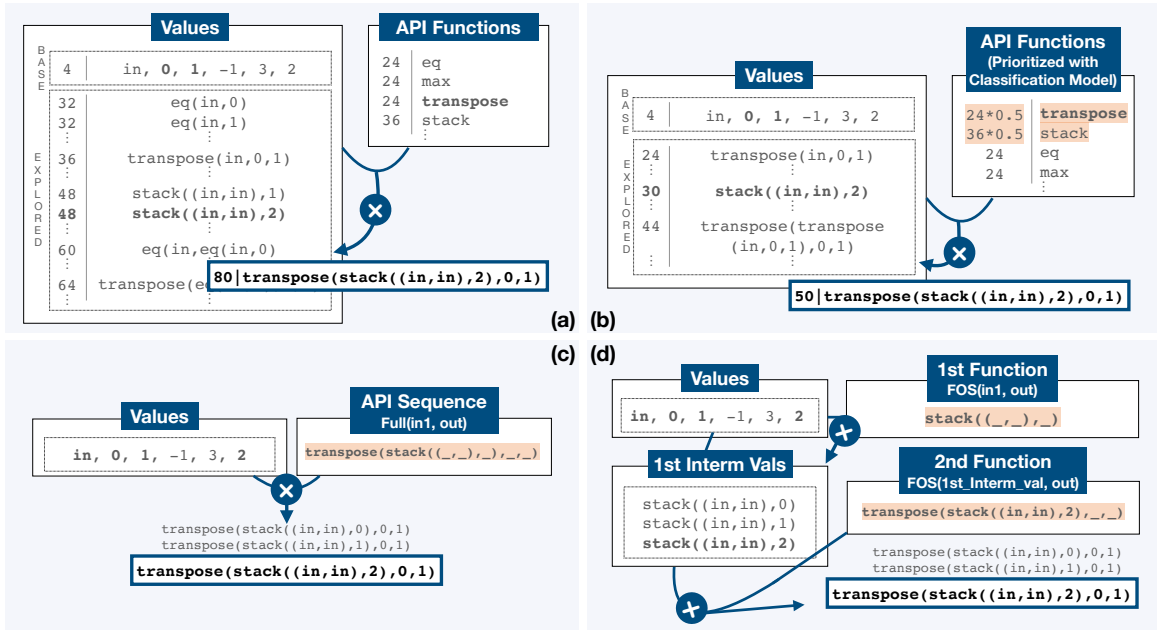 Values
API Functions
BASE
4 in, 0, 1, -1, 3, 2
EXPLORED
32 eq(in,0)
32 eq(in,1)
⋮ ⋮
36 transpose(in,0,1)
⋮ ⋮
48 stack((in,in),1)
48 stack((in,in),2)
⋮ ⋮
60 eq(in,eq(in,0)
⋮
64 transpose(e
⋮
24 eq
24 max
24 transpose
36 stack
⋮
80|transpose(stack((in,in),2),0,1)
(a)
Values
API Functions
(Prioritized with
Classification Model)
BASE
4 in, 0, 1, -1, 3, 2
EXPLORED
24 transpose(in,0,1)
⋮ ⋮
30 stack((in,in),2)
⋮ ⋮
44 transpose(transpose
(in,0,1),0,1)
⋮ ⋮
24*0.5 transpose
36*0.5 stack
24 eq
24 max
⋮
50|transpose(stack((in,in),2),0,1)
(b)
(c)
Values
in, 0, 1, -1, 3, 2
API Sequence
Full(in1, out)
transpose(stack((_,_),_),_,_)
transpose(stack((in,in),0),0,1)
transpose(stack((in,in),1),0,1)
transpose(stack((in,in),2),0,1)
(d)
Values
in, 0, 1, -1, 3, 2
1st Function
FOS(in1, out)
stack((_,_),_)
1st Interm Vals
stack((in,in),0)
stack((in,in),1)
stack((in,in),2)
2nd Function
FOS(1st_Interm_val, out)
transpose(stack((in,in),2),_,_)
transpose(stack((in,in),0),0,1)
transpose(stack((in,in),1),0,1)
transpose(stack((in,in),2),0,1)